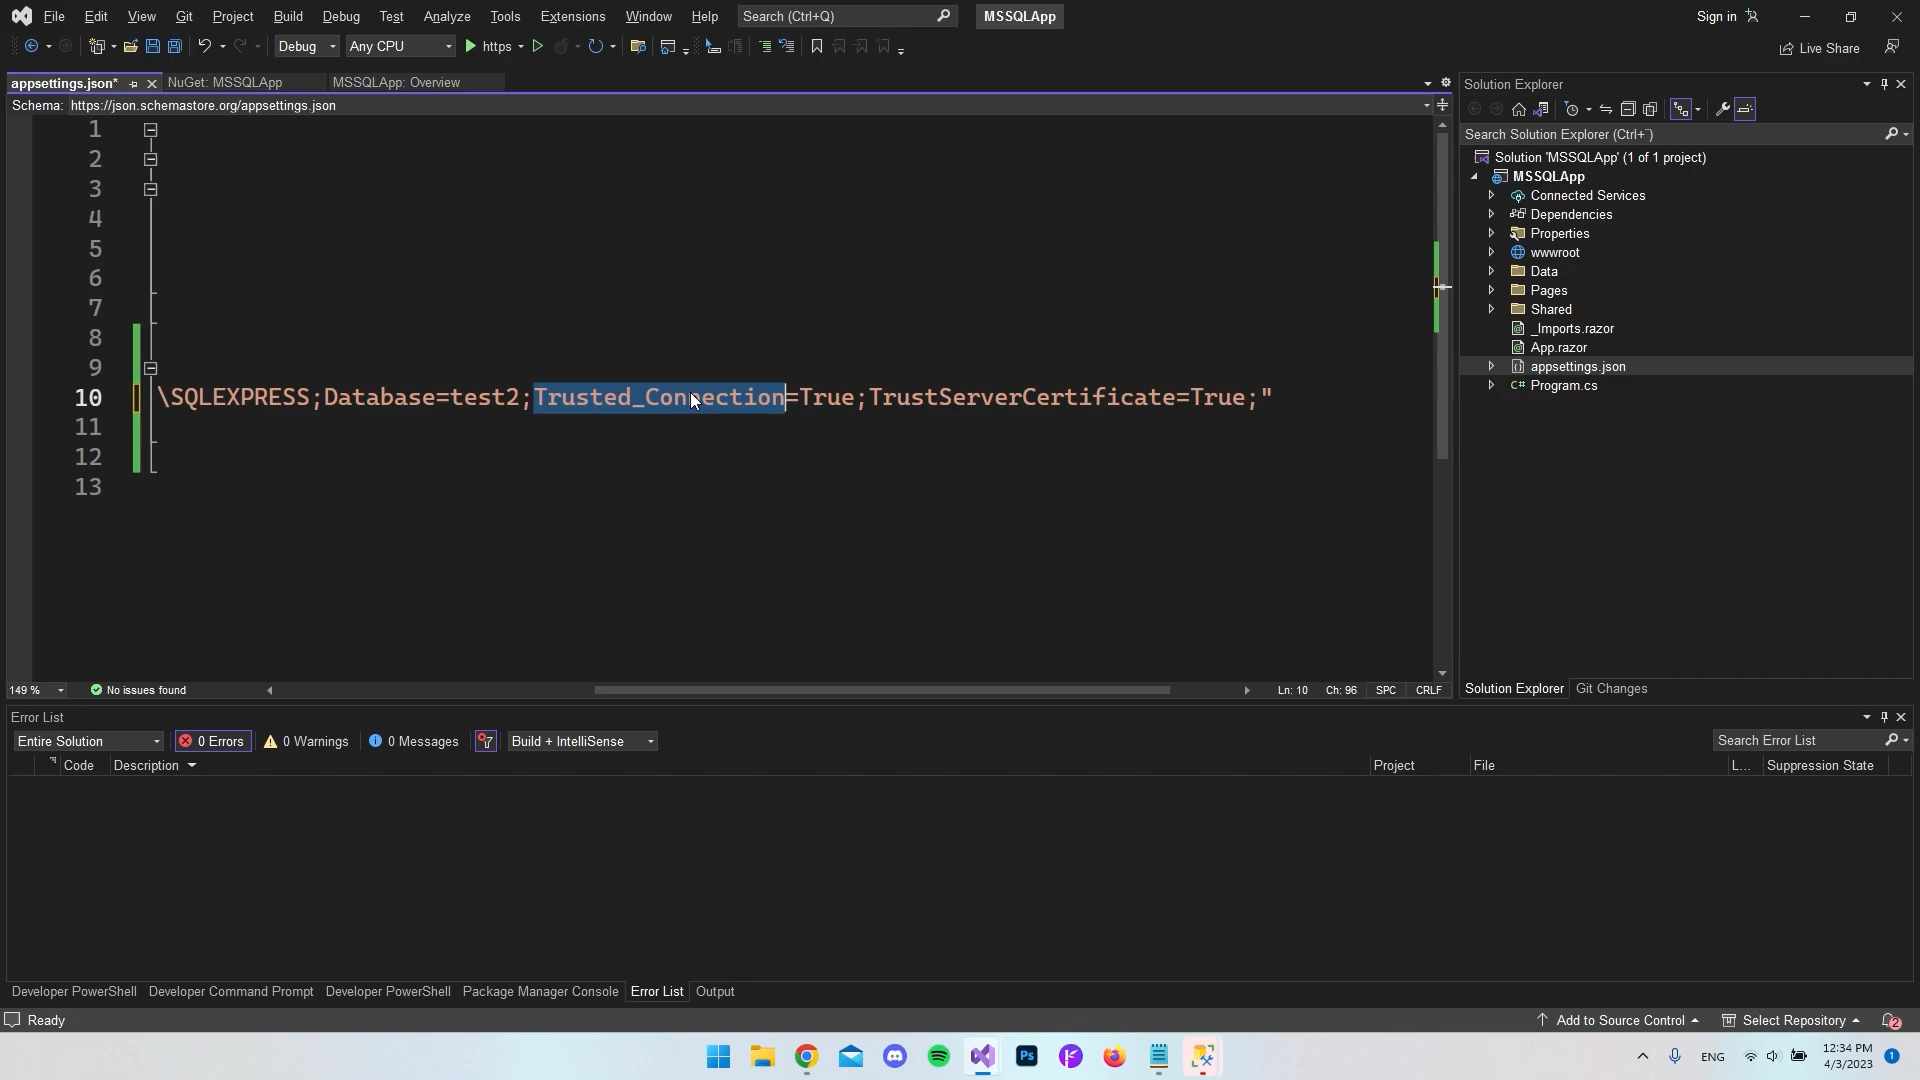 File Edit View Git Project Build Debug Test Analyze Tools Extensions Window Help Search (Ctrl+Q) MSSQLApp Sign in
Debug Any CPU https Live Share
appsettings.json* NuGet: MSSQLApp MSSQLApp: Overview
Schema: https://json.schemastore.org/appsettings.json
1
2
3
4
5
6
7
8
9
10 \SQLEXPRESS;Database=test2;Trusted_Connection=True;TrustServerCertificate=True;"
11
12
13
149 % No issues found Ln: 10 Ch: 96 SPC CRLF
Solution Explorer
Search Solution Explorer (Ctrl+¨)
Solution 'MSSQLApp' (1 of 1 project)
MSSQLApp
Connected Services
Dependencies
Properties
wwwroot
Data
Pages
Shared
_Imports.razor
App.razor
appsettings.json
C# Program.cs
Solution Explorer Git Changes
Error List
Entire Solution 0 Errors 0 Warnings 0 Messages Build + IntelliSense Search Error List
Code Description Project File L... Suppression State
Developer PowerShell Developer Command Prompt Developer PowerShell Package Manager Console Error List Output
Ready Add to Source Control Select Repository 2
Ps ENG 12:34 PM 1
4/3/2023